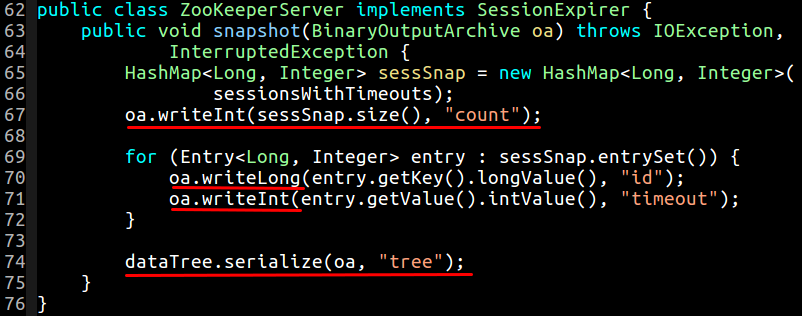 62 public class ZooKeeperServer implements SessionExpirer {
63     public void snapshot(BinaryOutputArchive oa) throws IOException,
64             InterruptedException {
65         HashMap<Long, Integer> sessSnap = new HashMap<Long, Integer>(
66                 sessionsWithTimeouts);
67         oa.writeInt(sessSnap.size(), "count");
68
69         for (Entry<Long, Integer> entry : sessSnap.entrySet()) {
70             oa.writeLong(entry.getKey().longValue(), "id");
71             oa.writeInt(entry.getValue().intValue(), "timeout");
72         }
73
74         dataTree.serialize(oa, "tree");
75     }
76 }